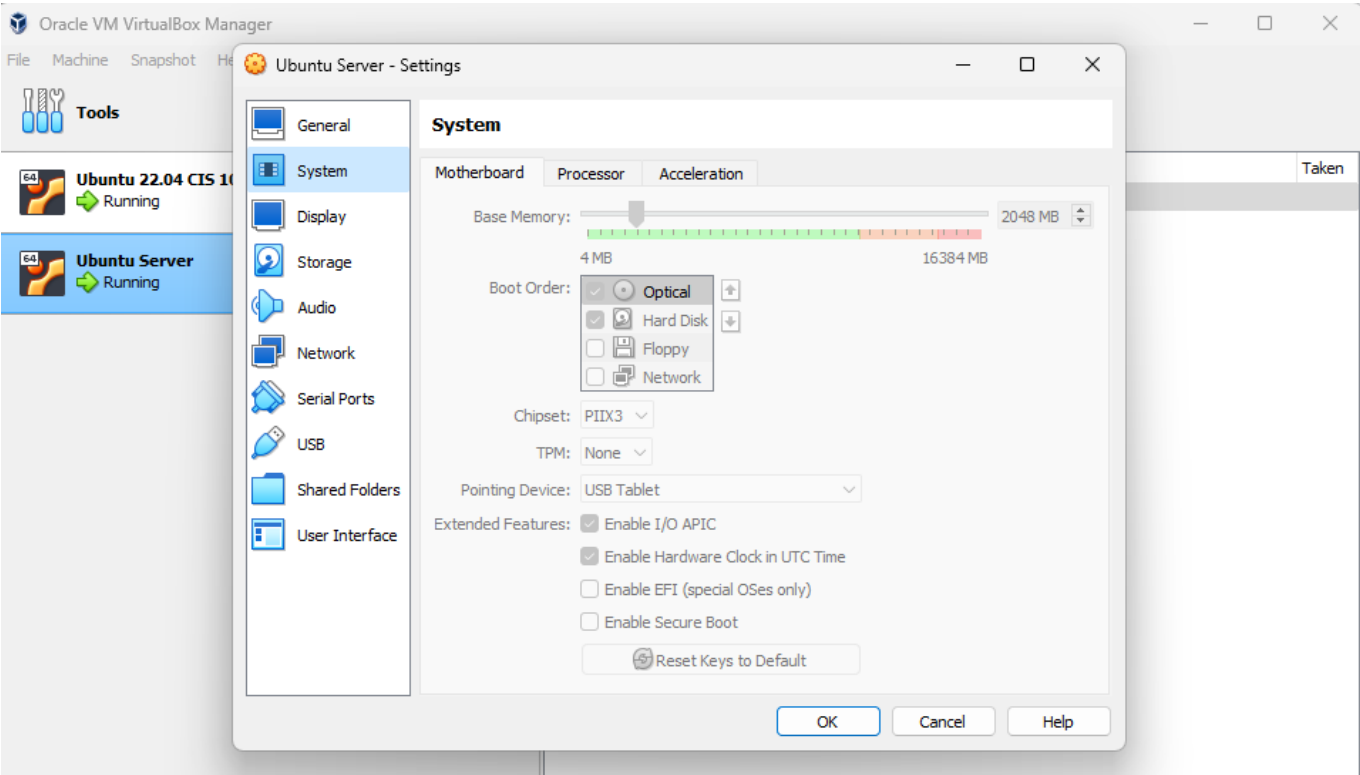 Oracle VM VirtualBox Manager
File Machine Snapshot He
Tools
64
Ubuntu 22.04 CIS 10
Running
64
Ubuntu Server
Running
Taken
Ubuntu Server - Settings
General
System
Display
Storage
Audio
Network
Serial Ports
USB
Shared Folders
User Interface
System
Motherboard Processor Acceleration
Base Memory: 2048 MB
4 MB 16384 MB
Boot Order: Optical
Hard Disk
Floppy
Network
Chipset: PIIX3
TPM: None
Pointing Device: USB Tablet
Extended Features: Enable I/O APIC
Enable Hardware Clock in UTC Time
Enable EFI (special OSes only)
Enable Secure Boot
Reset Keys to Default
OK Cancel Help